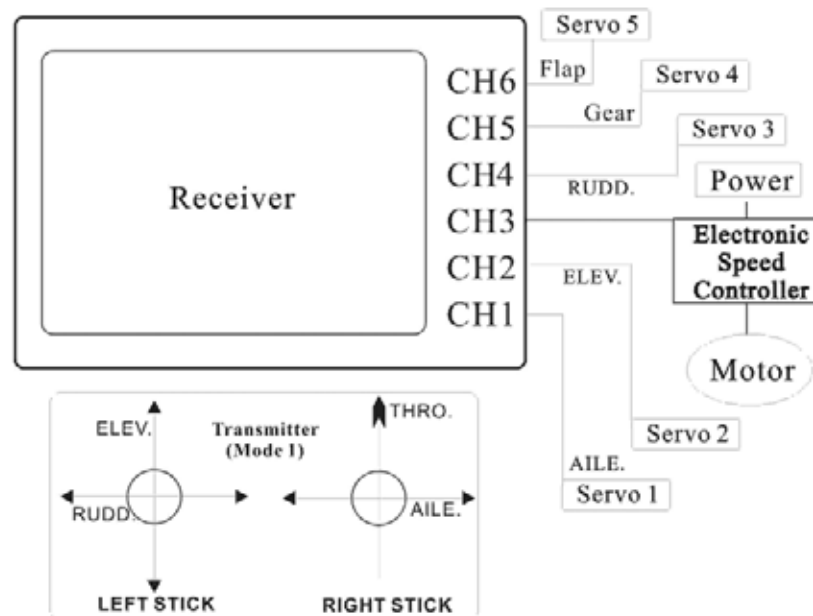 Servo 5
CH6
Flap
Servo 4
CH5
Gear
Servo 3
Receiver
CH4
RUDD.
Power
CH3
Electronic
Speed
Controller
CH2
ELEV.
CH1
Motor
Servo 2
AILE.
Servo 1
Transmitter
(Mode 1)
ELEV.
RUDD.
LEFT STICK
THRO.
AILE.
RIGHT STICK